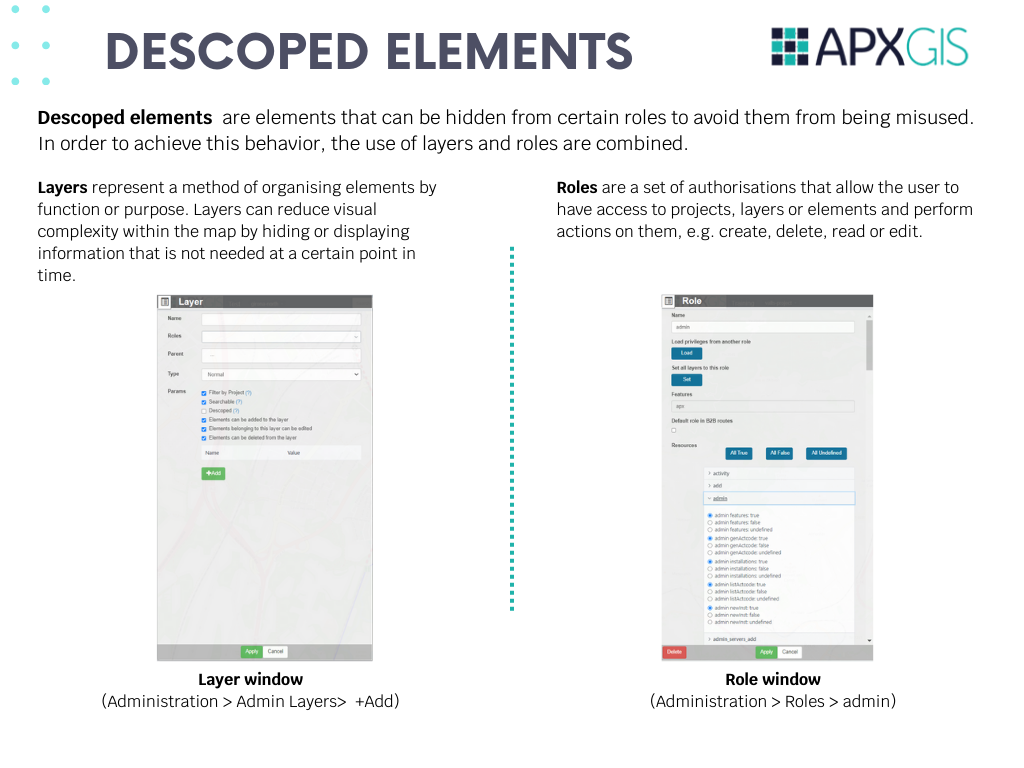 DESCOPED ELEMENTS
APXGIS
Descoped elements are elements that can be hidden from certain roles to avoid them from being misused.
In order to achieve this behavior, the use of layers and roles are combined.
Layers represent a method of organising elements by
function or purpose. Layers can reduce visual
complexity within the map by hiding or displaying
information that is not needed at a certain point in
time.
Roles are a set of authorisations that allow the user to
have access to projects, layers or elements and perform
actions on them, e.g. create, delete, read or edit.
Layer
Name
Roles
Parent
...
Type
Normal
Params
Filter by Project (?)
Searchable (?)
Descoped (?)
Elements can be added to the layer
Elements belonging to this layer can be edited
Elements can be deleted from the layer
Name Value
+Add
Apply Cancel
Layer window
(Administration > Admin Layers> +Add)
Role
Name
admin
Load privileges from another role
Load
Set all layers to this role
Set
Features
apx
Default role in B2B routes
Resources
All True All False All Undefined
activity
add
admin
admin features: true
admin features: false
admin features: undefined
admin genActcode: true
admin genActcode: false
admin genActcode: undefined
admin installations: true
admin installations: false
admin installations: undefined
admin listActcode: true
admin listActcode: false
admin listActcode: undefined
admin newinst: true
admin newinst: false
admin newinst: undefined
admin_servers_add
Delete Apply Cancel
Role window
(Administration > Roles > admin)